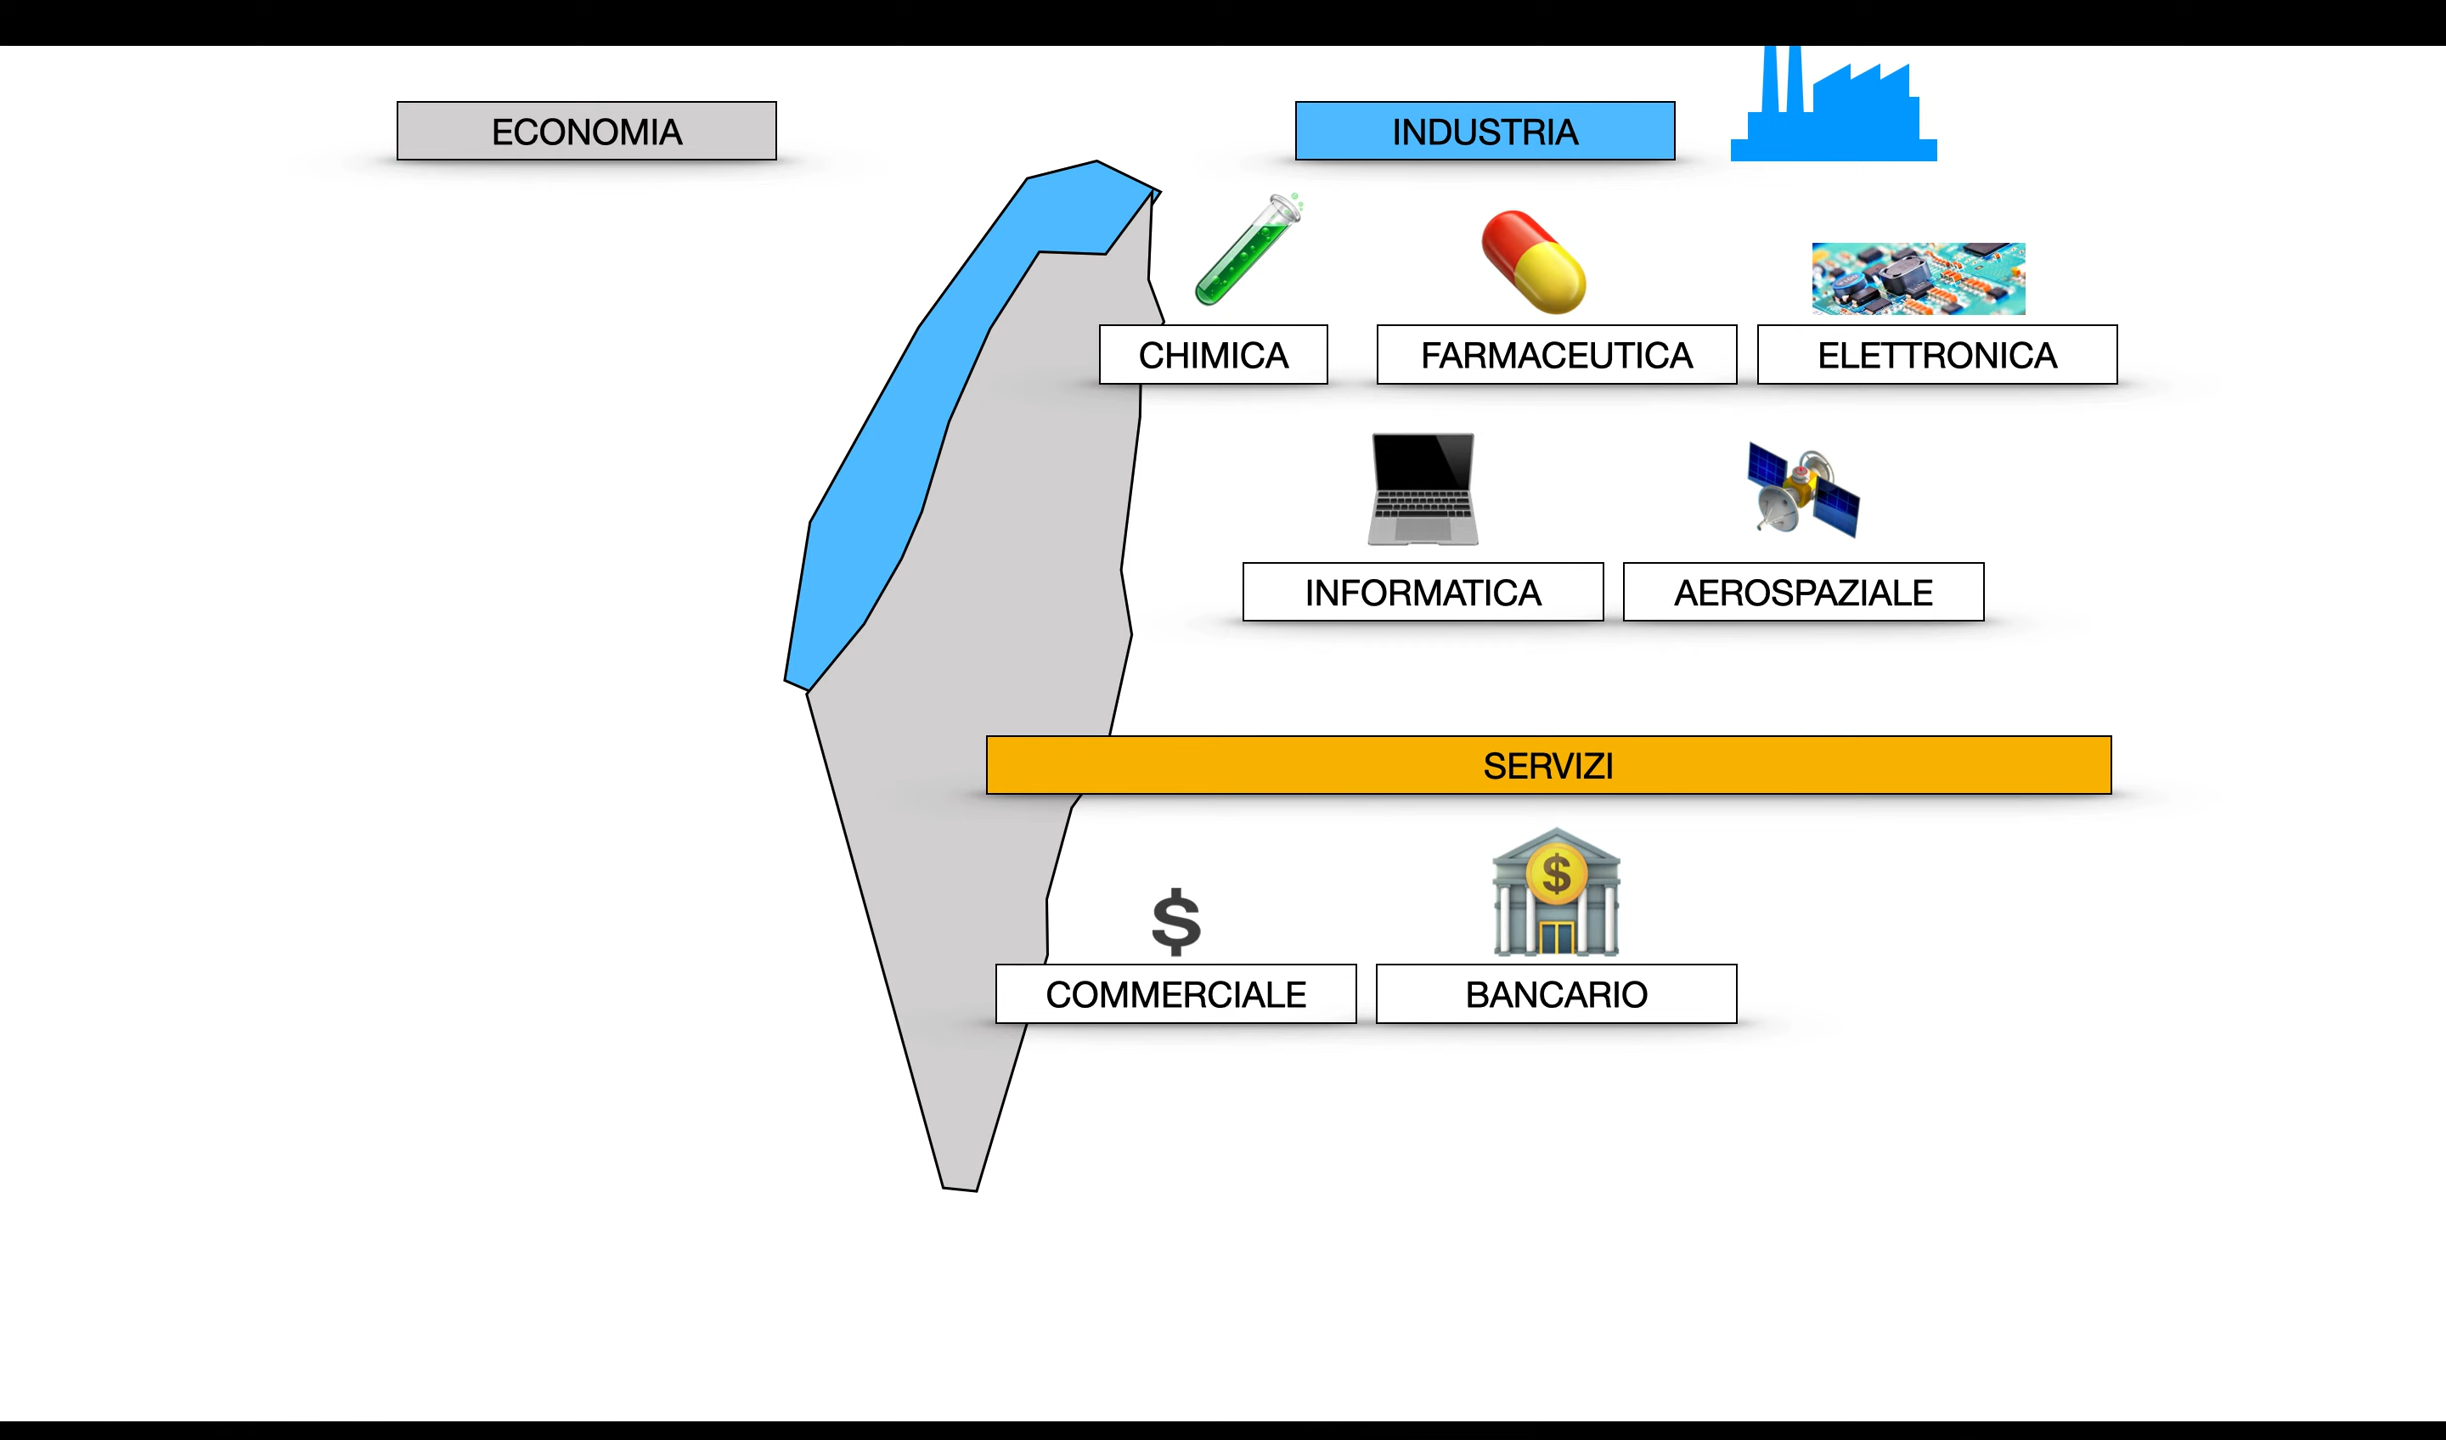 ECONOMIA
INDUSTRIA
CHIMICA
FARMACEUTICA
ELETTRONICA
INFORMATICA
AEROSPAZIALE
SERVIZI
$
$
COMMERCIALE
BANCARIO